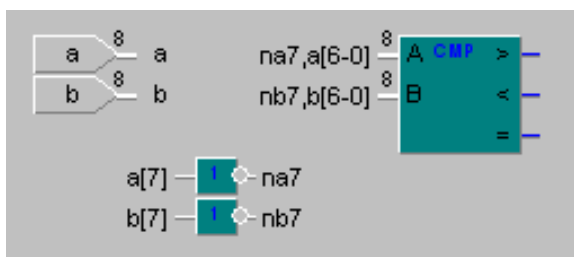 a 8 a
b 8 b
na7,a[6-0] 8 A CMP >
nb7,b[6-0] 8 B <
=
a[7] 1 na7
b[7] 1 nb7